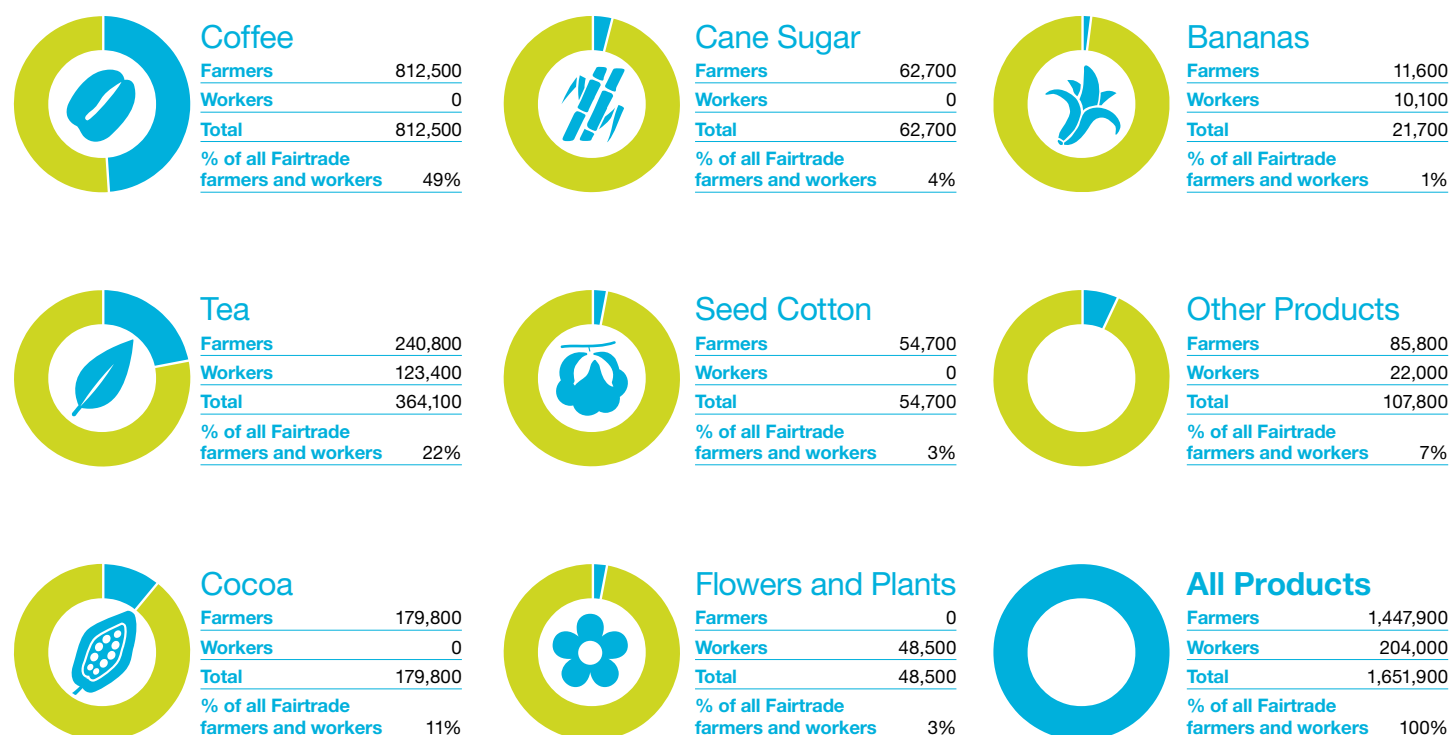 Coffee
Farmers 812,500
Workers 0
Total 812,500
% of all Fairtrade
farmers and workers 49%
Cane Sugar
Farmers 62,700
Workers 0
Total 62,700
% of all Fairtrade
farmers and workers 4%
Bananas
Farmers 11,600
Workers 10,100
Total 21,700
% of all Fairtrade
farmers and workers 1%
Tea
Farmers 240,800
Workers 123,400
Total 364,100
% of all Fairtrade
farmers and workers 22%
Seed Cotton
Farmers 54,700
Workers 0
Total 54,700
% of all Fairtrade
farmers and workers 3%
Other Products
Farmers 85,800
Workers 22,000
Total 107,800
% of all Fairtrade
farmers and workers 7%
Cocoa
Farmers 179,800
Workers 0
Total 179,800
% of all Fairtrade
farmers and workers 11%
Flowers and Plants
Farmers 0
Workers 48,500
Total 48,500
% of all Fairtrade
farmers and workers 3%
All Products
Farmers 1,447,900
Workers 204,000
Total 1,651,900
% of all Fairtrade
farmers and workers 100%